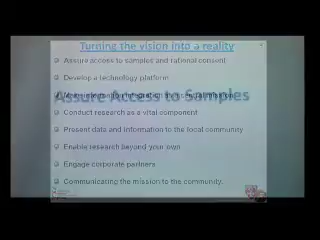 Turning the vision into a reality
Assure access to samples and rational consent
Develop a technology platform
Assure Access to Samples
Conduct research as a vital component
Present data and information to the local community
Enable research beyond your own
Engage corporate partners
Communicating the mission to the community.